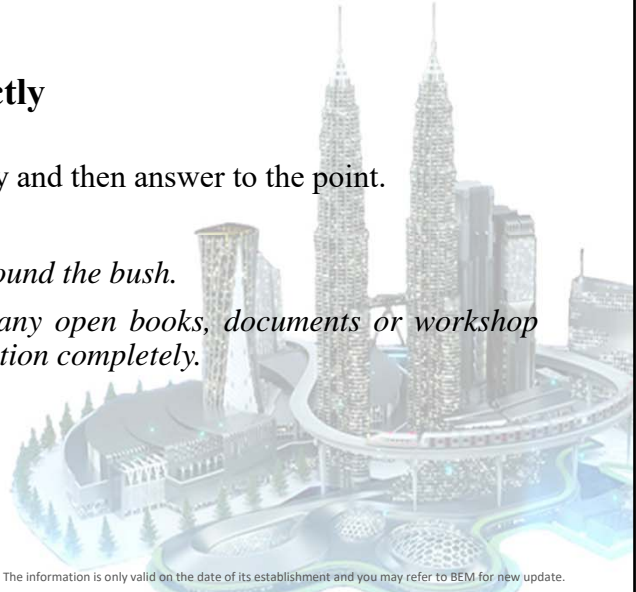 ctly
y and then answer to the point.
ound the bush.
any open books, documents or workshop
tion completely.
The information is only valid on the date of its establishment and you may refer to BEM for new update.